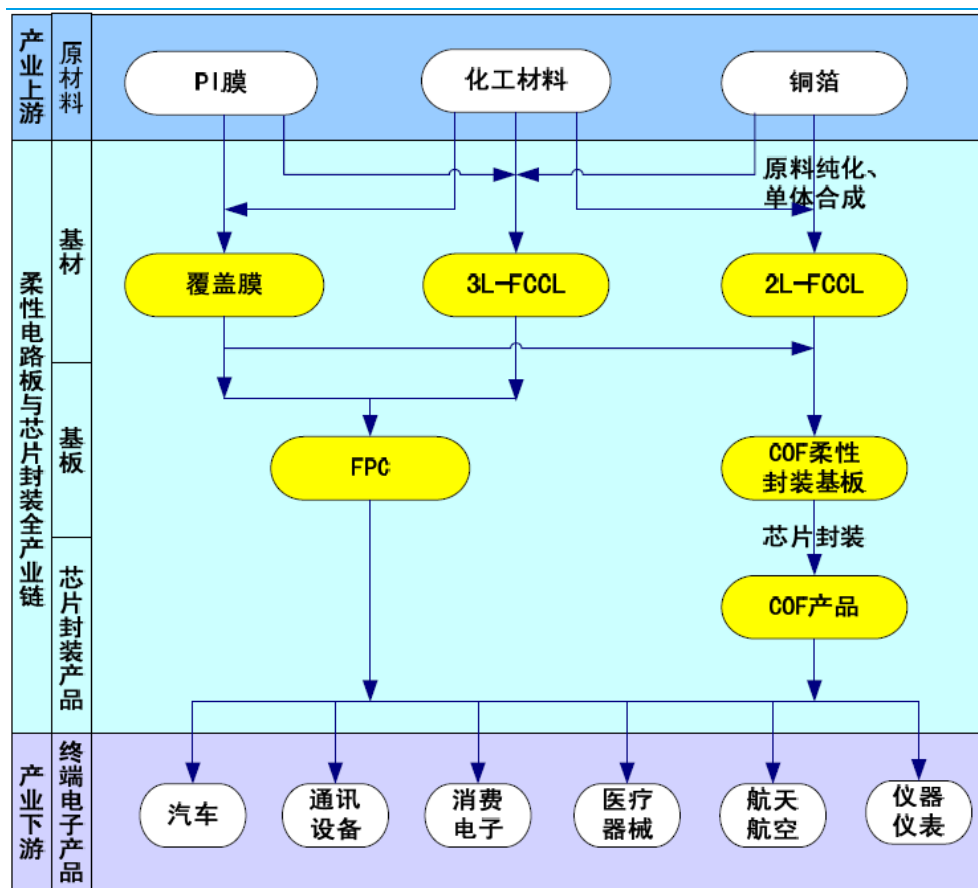 产业上游
原材料
PI膜
化工材料
铜箔
原料纯化、
单体合成
柔性电路板与芯片封装全产业链
基材
覆盖膜
3L-FCCL
2L-FCCL
基板
FPC
COF柔性
封装基板
芯片封装
芯片封装产品
COF产品
产业下游
终端电子产品
汽车
通讯
设备
消费
电子
医疗
器械
航天
航空
仪器
仪表